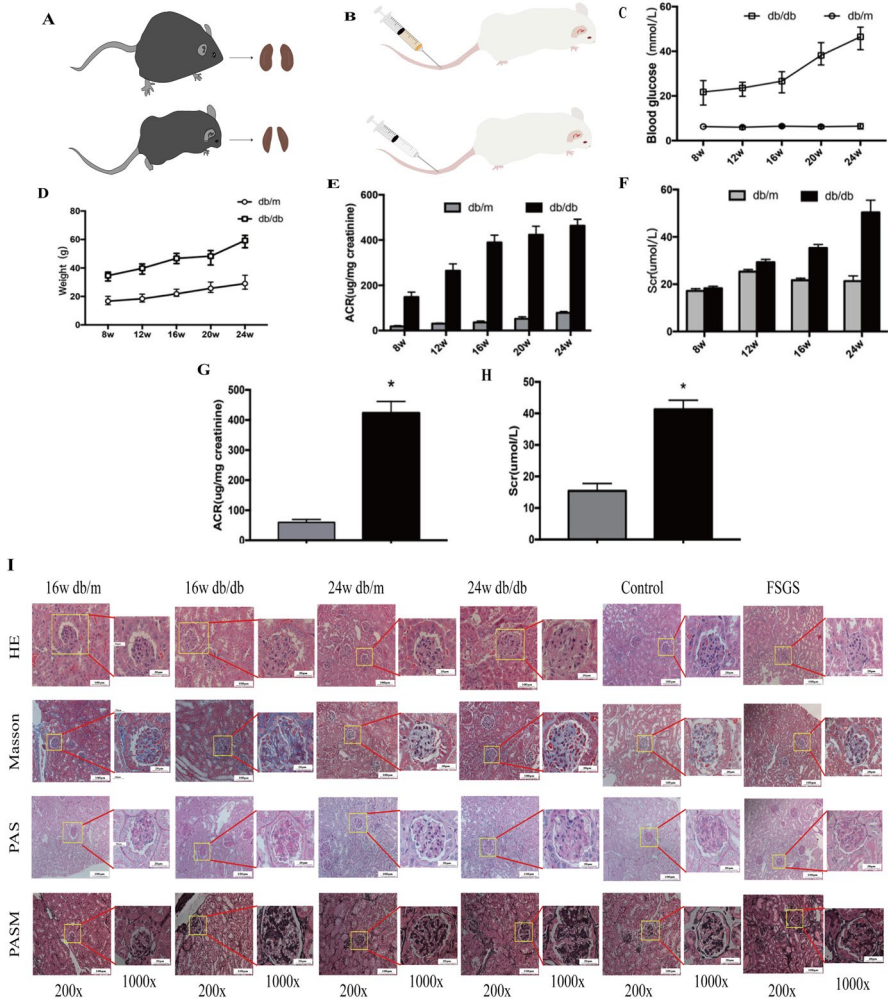 A
B
C
db/db
db/m
Blood glucose (mmol/L)
60
40
20
0
8w
12w
16w
20w
24w
D
db/m
db/db
Weight (g)
80
60
40
20
0
8w
12w
16w
20w
24w
E
db/m
db/db
ACR(ug/mg creatinine)
600
400
200
0
8w
12w
16w
20w
24w
F
db/m
db/db
Scr(umol/L)
60
40
20
0
8w
12w
16w
24w
G
ACR(ug/mg creatinine)
500
400
300
200
100
0
*
H
Scr(umol/L)
50
40
30
20
10
0
*
I
16w db/m
16w db/db
24w db/m
24w db/db
Control
FSGS
HE
Masson
PAS
PASM
200x
1000x
200x
1000x
200x
1000x
200x
1000x
200x
1000x
200x
1000x